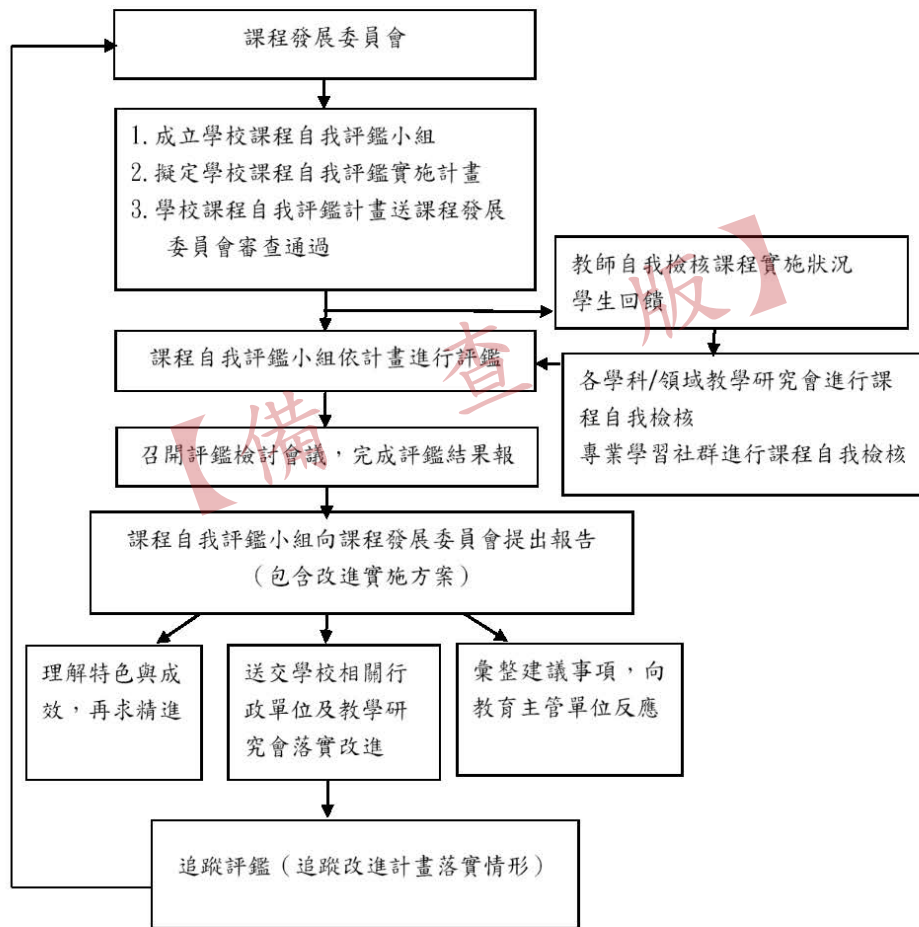 課程發展委員會
1.成立學校課程自我評鑑小組
2.擬定學校課程自我評鑑實施計畫
3.學校課程自我評鑑計畫送課程發展
委員會審查通過
教師自我檢核課程實施狀況
學生回饋
課程自我評鑑小組依計畫進行評鑑
各學科/領域教學研究會進行課
程自我檢核
專業學習社群進行課程自我檢核
召開評鑑檢討會議，完成評鑑結果報
課程自我評鑑小組向課程發展委員會提出報告
（包含改進實施方案）
理解特色與成
效，再求精進
送交學校相關行
政單位及教學研
究會落實改進
彙整建議事項，向
教育主管單位反應
追蹤評鑑（追蹤改進計畫落實情形）
【備查版】